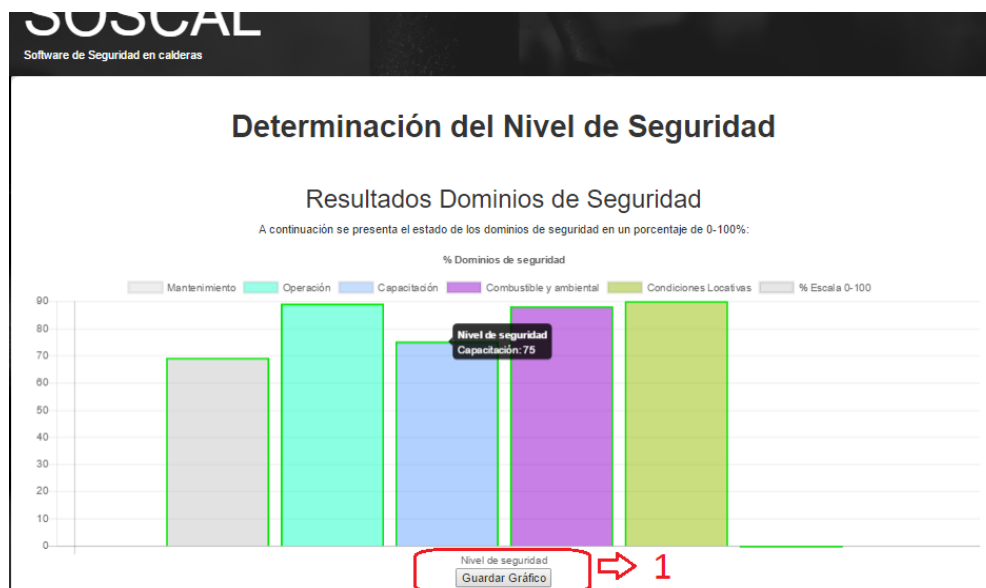 SOSCAL
Software de Seguridad en calderas
Determinación del Nivel de Seguridad
Resultados Dominios de Seguridad
A continuación se presenta el estado de los dominios de seguridad en un porcentaje de 0-100%:
% Dominios de seguridad
Mantenimiento Operación Capacitación Combustible y ambiental Condiciones Locativas % Escala 0-100
90
80
70
60
50
40
30
20
10
0
Nivel de seguridad
Capacitación: 75
Nivel de seguridad
Guardar Gráfico
1